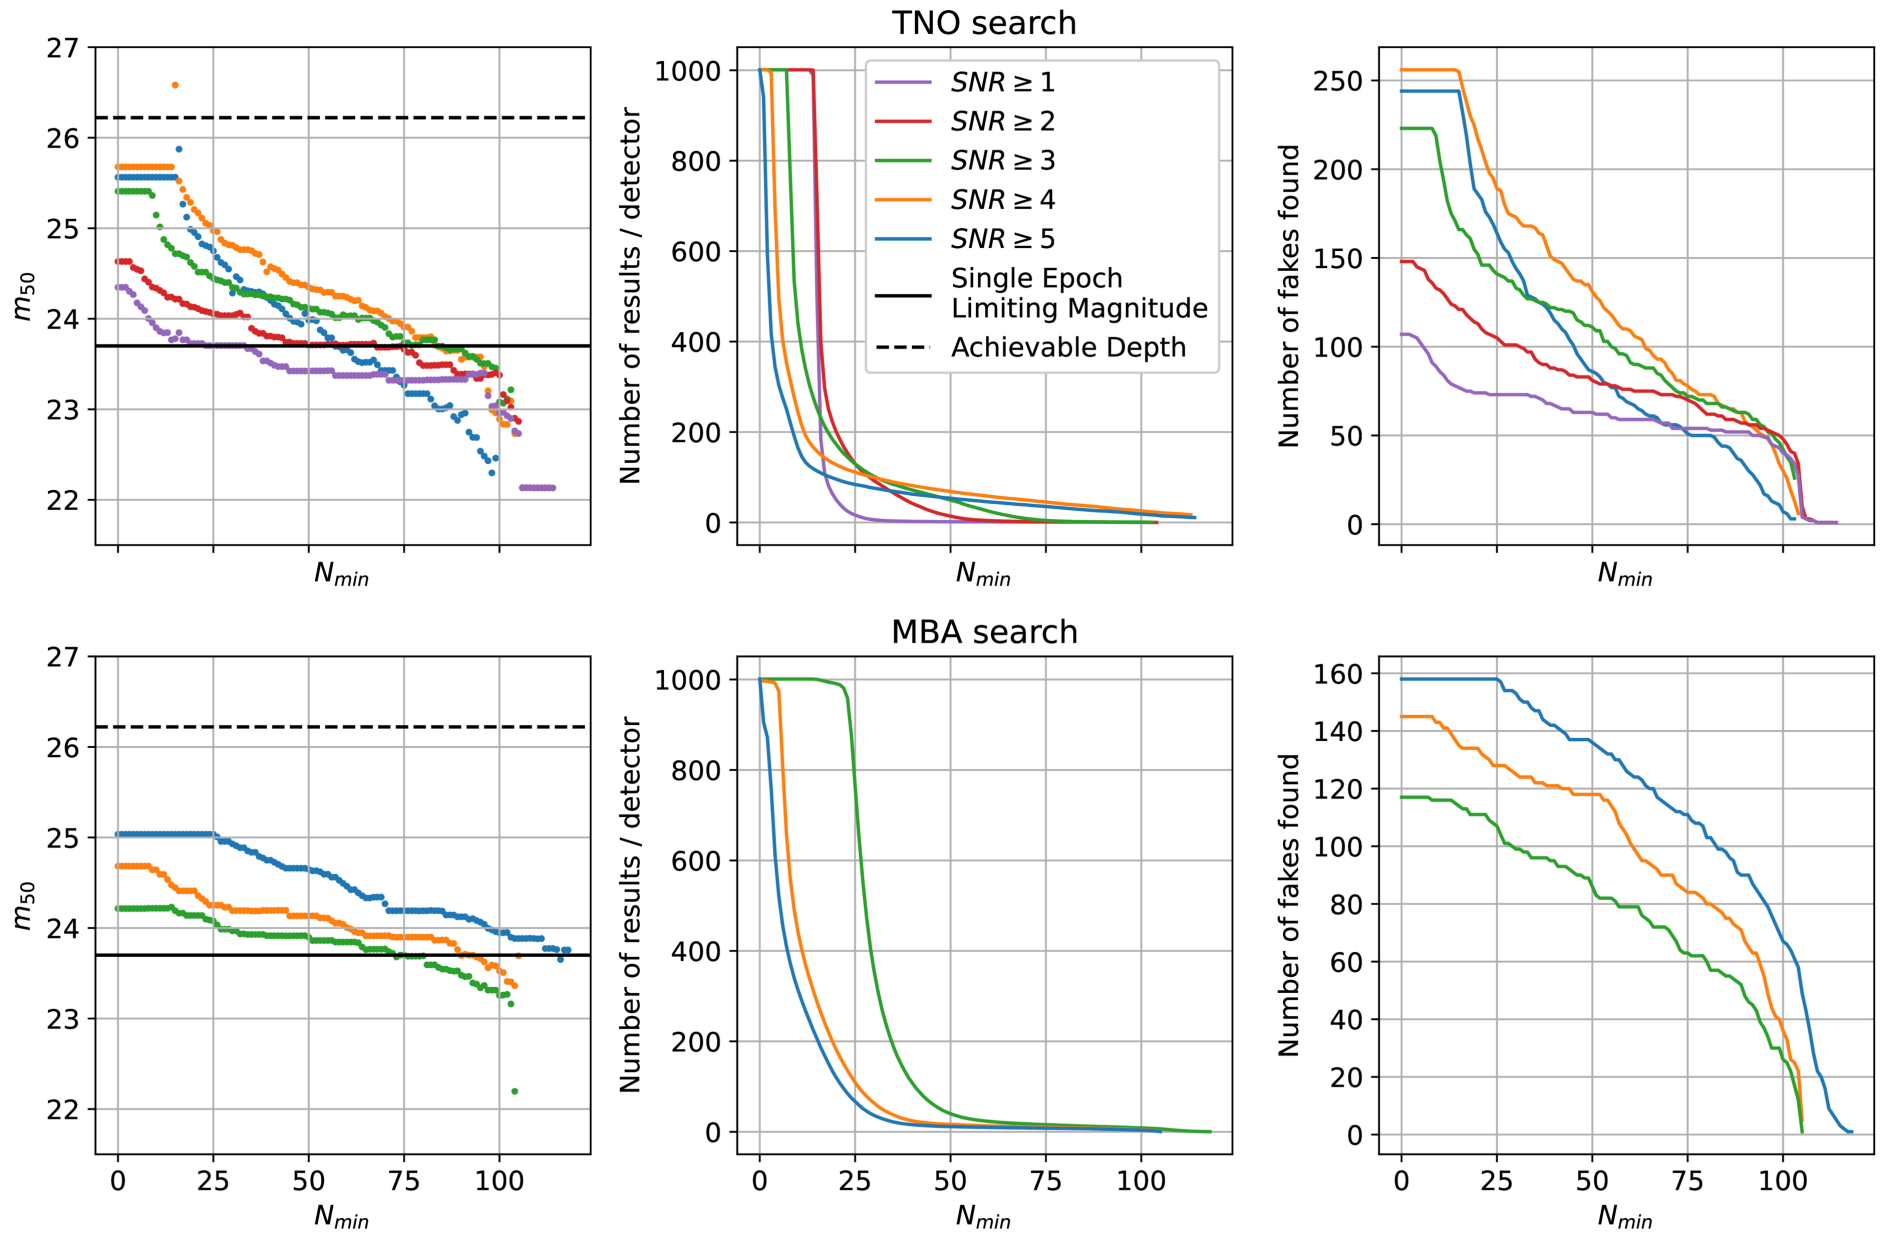 TNO search
27
26
25
24
23
22
m50
Nmin
1000
800
600
400
200
0
Number of results / detector
Nmin
SNR ≥ 1
SNR ≥ 2
SNR ≥ 3
SNR ≥ 4
SNR ≥ 5
Single Epoch
Limiting Magnitude
Achievable Depth
250
200
150
100
50
0
Number of fakes found
Nmin
MBA search
27
26
25
24
23
22
m50
0 25 50 75 100
Nmin
1000
800
600
400
200
0
Number of results / detector
0 25 50 75 100
Nmin
160
140
120
100
80
60
40
20
0
Number of fakes found
0 25 50 75 100
Nmin